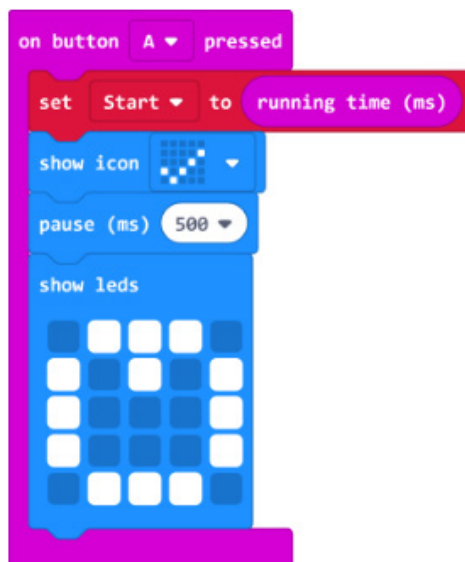 on button A pressed
set Start to running time (ms)
show icon
pause (ms) 500
show leds